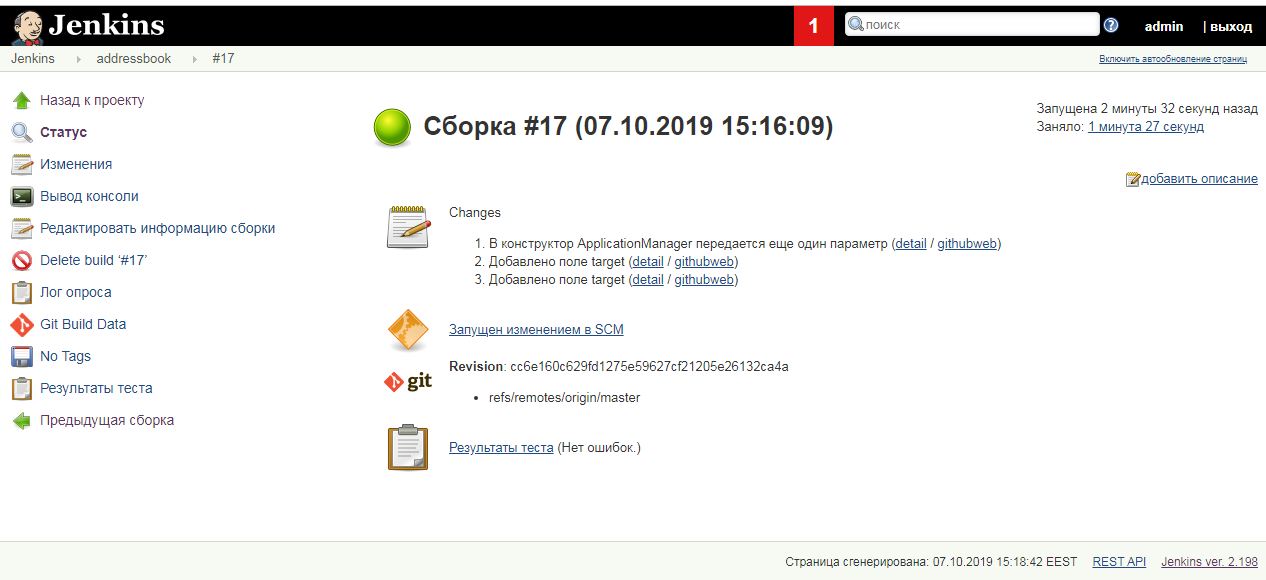 Jenkins
1
поиск
admin
| выход
Jenkins
addressbook
#17
Включить автообновление страниц
Назад к проекту
Статус
Изменения
Вывод консоли
Редактировать информацию сборки
Delete build ‘#17’
Лог опроса
Git Build Data
No Tags
Результаты теста
Предыдущая сборка
Сборка #17 (07.10.2019 15:16:09)
Запущена 2 минуты 32 секунд назад
Заняло: 1 минута 27 секунд
добавить описание
Changes
1. В конструктор ApplicationManager передается еще один параметр (detail / githubweb)
2. Добавлено поле target (detail / githubweb)
3. Добавлено поле target (detail / githubweb)
Запущен изменением в SCM
git
Revision: cc6e160c629fd1275e59627cf21205e26132ca4a
• refs/remotes/origin/master
Результаты теста (Нет ошибок.)
Страница сгенерирована: 07.10.2019 15:18:42 EEST
REST API
Jenkins ver. 2.198